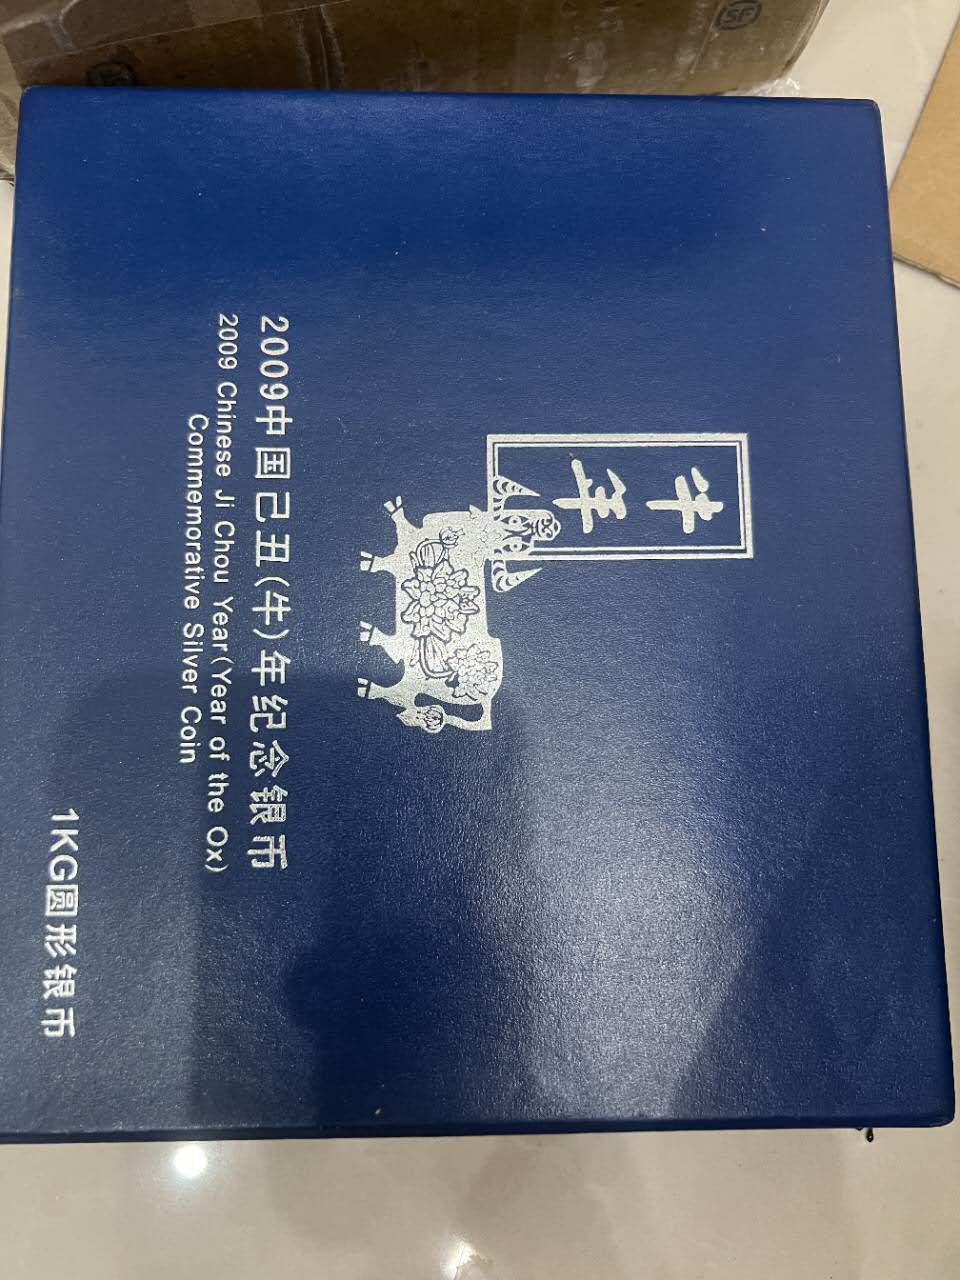 牛年
2009中国己丑(牛)年纪念银币
2009 Chinese Ji Chou Year(Year of the Ox)
Commemorative Silver Coin
1KG圆形银币
SF